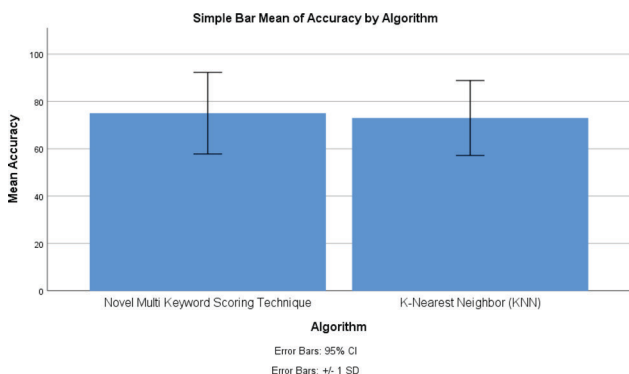 Simple Bar Mean of Accuracy by Algorithm
Mean Accuracy
100
80
60
40
20
0
Novel Multi Keyword Scoring Technique
K-Nearest Neighbor (KNN)
Algorithm
Error Bars: 95% CI
Error Bars: +/- 1 SD